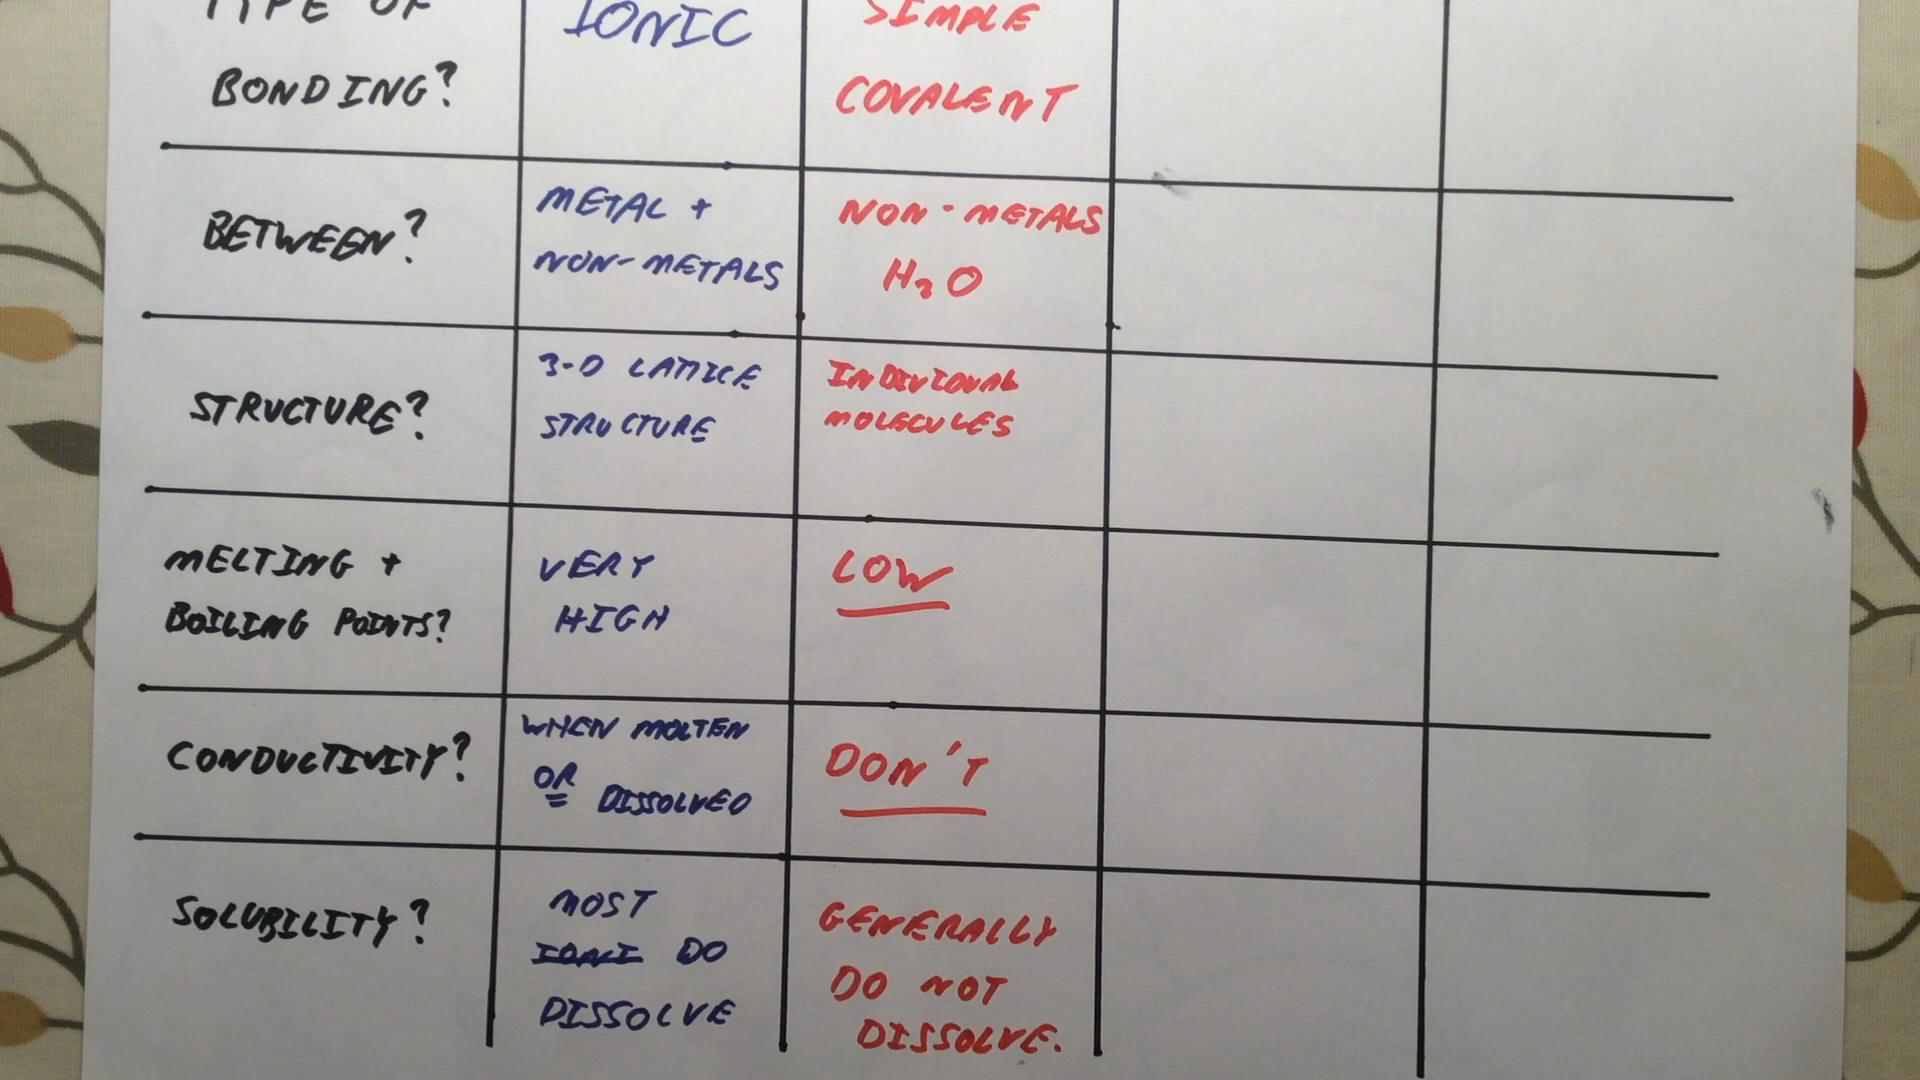 TYPE OF
BONDING?
IONIC
SIMPLE
COVALENT
BETWEEN?
METAL +
NON-METALS
NON-METALS
H2O
STRUCTURE?
3-D LATTICE
STRUCTURE
INDIVIDUAL
MOLECULES
MELTING +
BOILING POINTS?
VERY
HIGH
LOW
CONDUCTIVITY?
WHEN MOLTEN
OR DISSOLVED
DON'T
SOLUBILITY?
MOST
DO
DISSOLVE
GENERALLY
DO NOT
DISSOLVE.